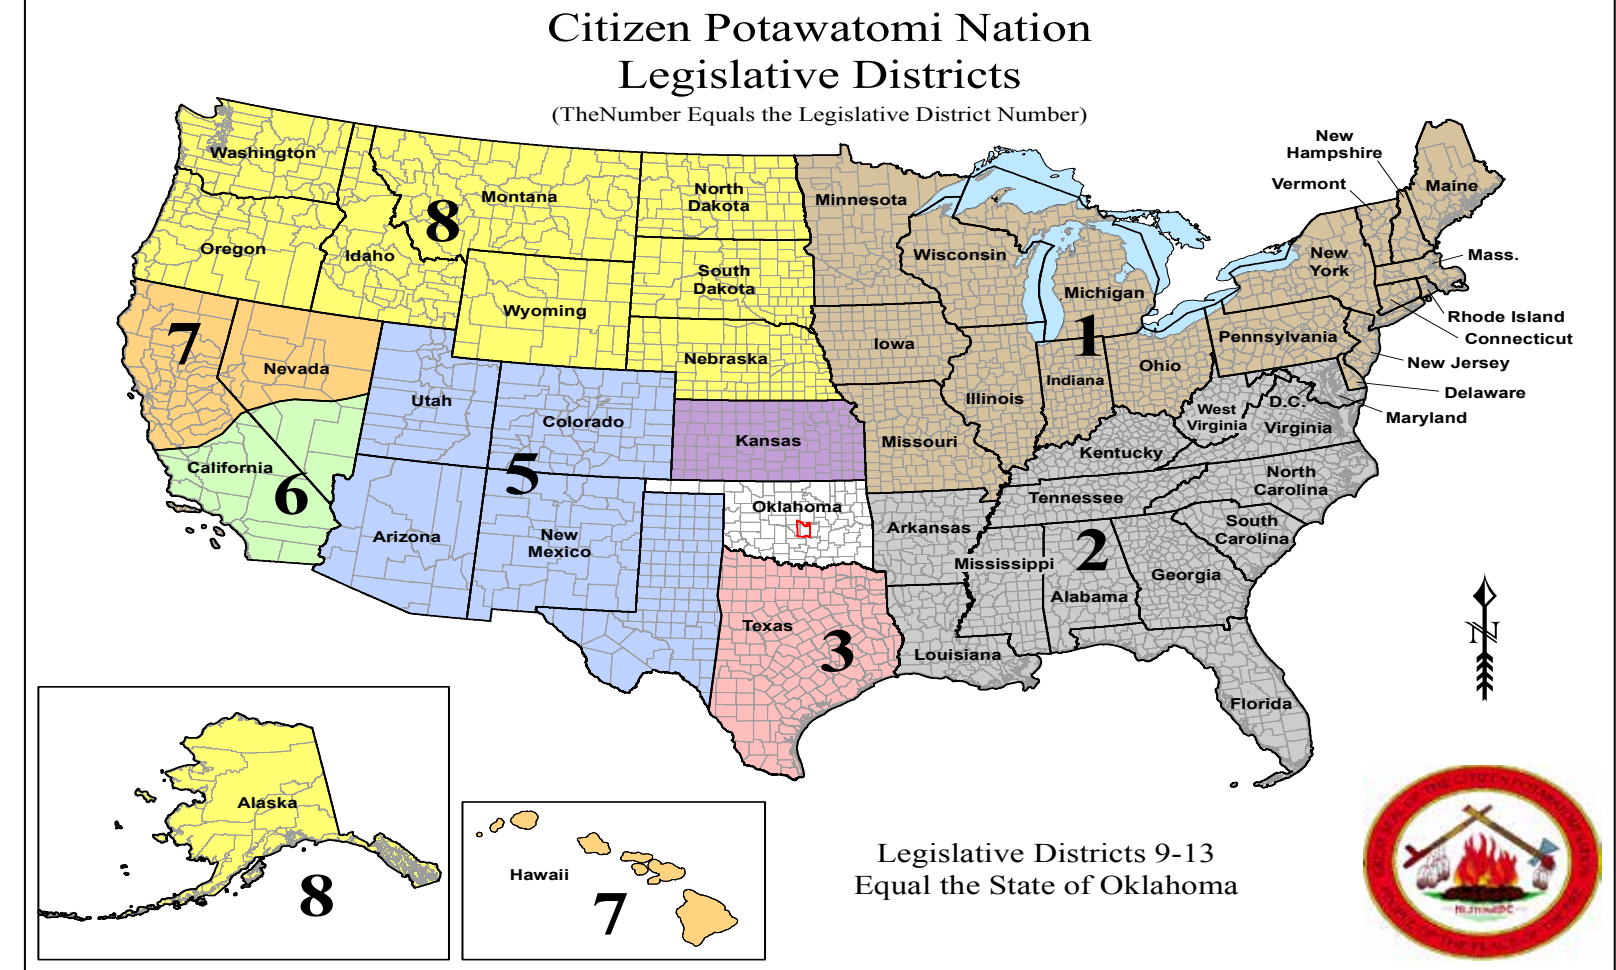 Citizen Potawatomi Nation
Legislative Districts
(TheNumber Equals the Legislative District Number)
New
Hampshire
Vermont
Maine
Washington
Montana
North
Dakota
Minnesota
8
Oregon
Idaho
Wisconsin
New
York
Mass.
South
Dakota
Michigan
Wyoming
Rhode Island
7
Nevada
Nebraska
Iowa
1
Pennsylvania
Connecticut
New Jersey
Ohio
Indiana
Delaware
Utah
Colorado
Illinois
West
Virginia
D.C.
Virginia
Maryland
Kansas
Missouri
Kentucky
California
6
5
North
Carolina
Tennessee
Oklahoma
Arkansas
South
Carolina
Arizona
New
Mexico
Mississippi
2
Georgia
Alabama
Texas
3
Louisiana
N
Florida
Alaska
8
Hawaii
7
Legislative Districts 9-13
Equal the State of Oklahoma